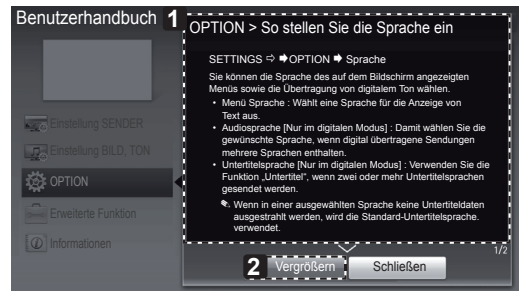 Benutzerhandbuch
1
OPTION > So stellen Sie die Sprache ein
SETTINGS ⇨ 🡆OPTION 🡆 Sprache
Sie können die Sprache des auf dem Bildschirm angezeigten
Menüs sowie die Übertragung von digitalem Ton wählen.
• Menü Sprache : Wählt eine Sprache für die Anzeige von
Text aus.
• Audiosprache [Nur im digitalen Modus] : Damit wählen Sie die
gewünschte Sprache, wenn digital übertragene Sendungen
mehrere Sprachen enthalten.
• Untertitelsprache [Nur im digitalen Modus] : Verwenden Sie die
Funktion „Untertitel", wenn zwei oder mehr Untertitelsprachen
gesendet werden.
Wenn in einer ausgewählten Sprache keine Untertiteldaten
ausgestrahlt werden, wird die Standard-Untertitelsprache.
verwendet.
Einstellung SENDER
Einstellung BILD, TON
OPTION
Erweiterte Funktion
Informationen
1/2
2
Vergrößern
Schließen